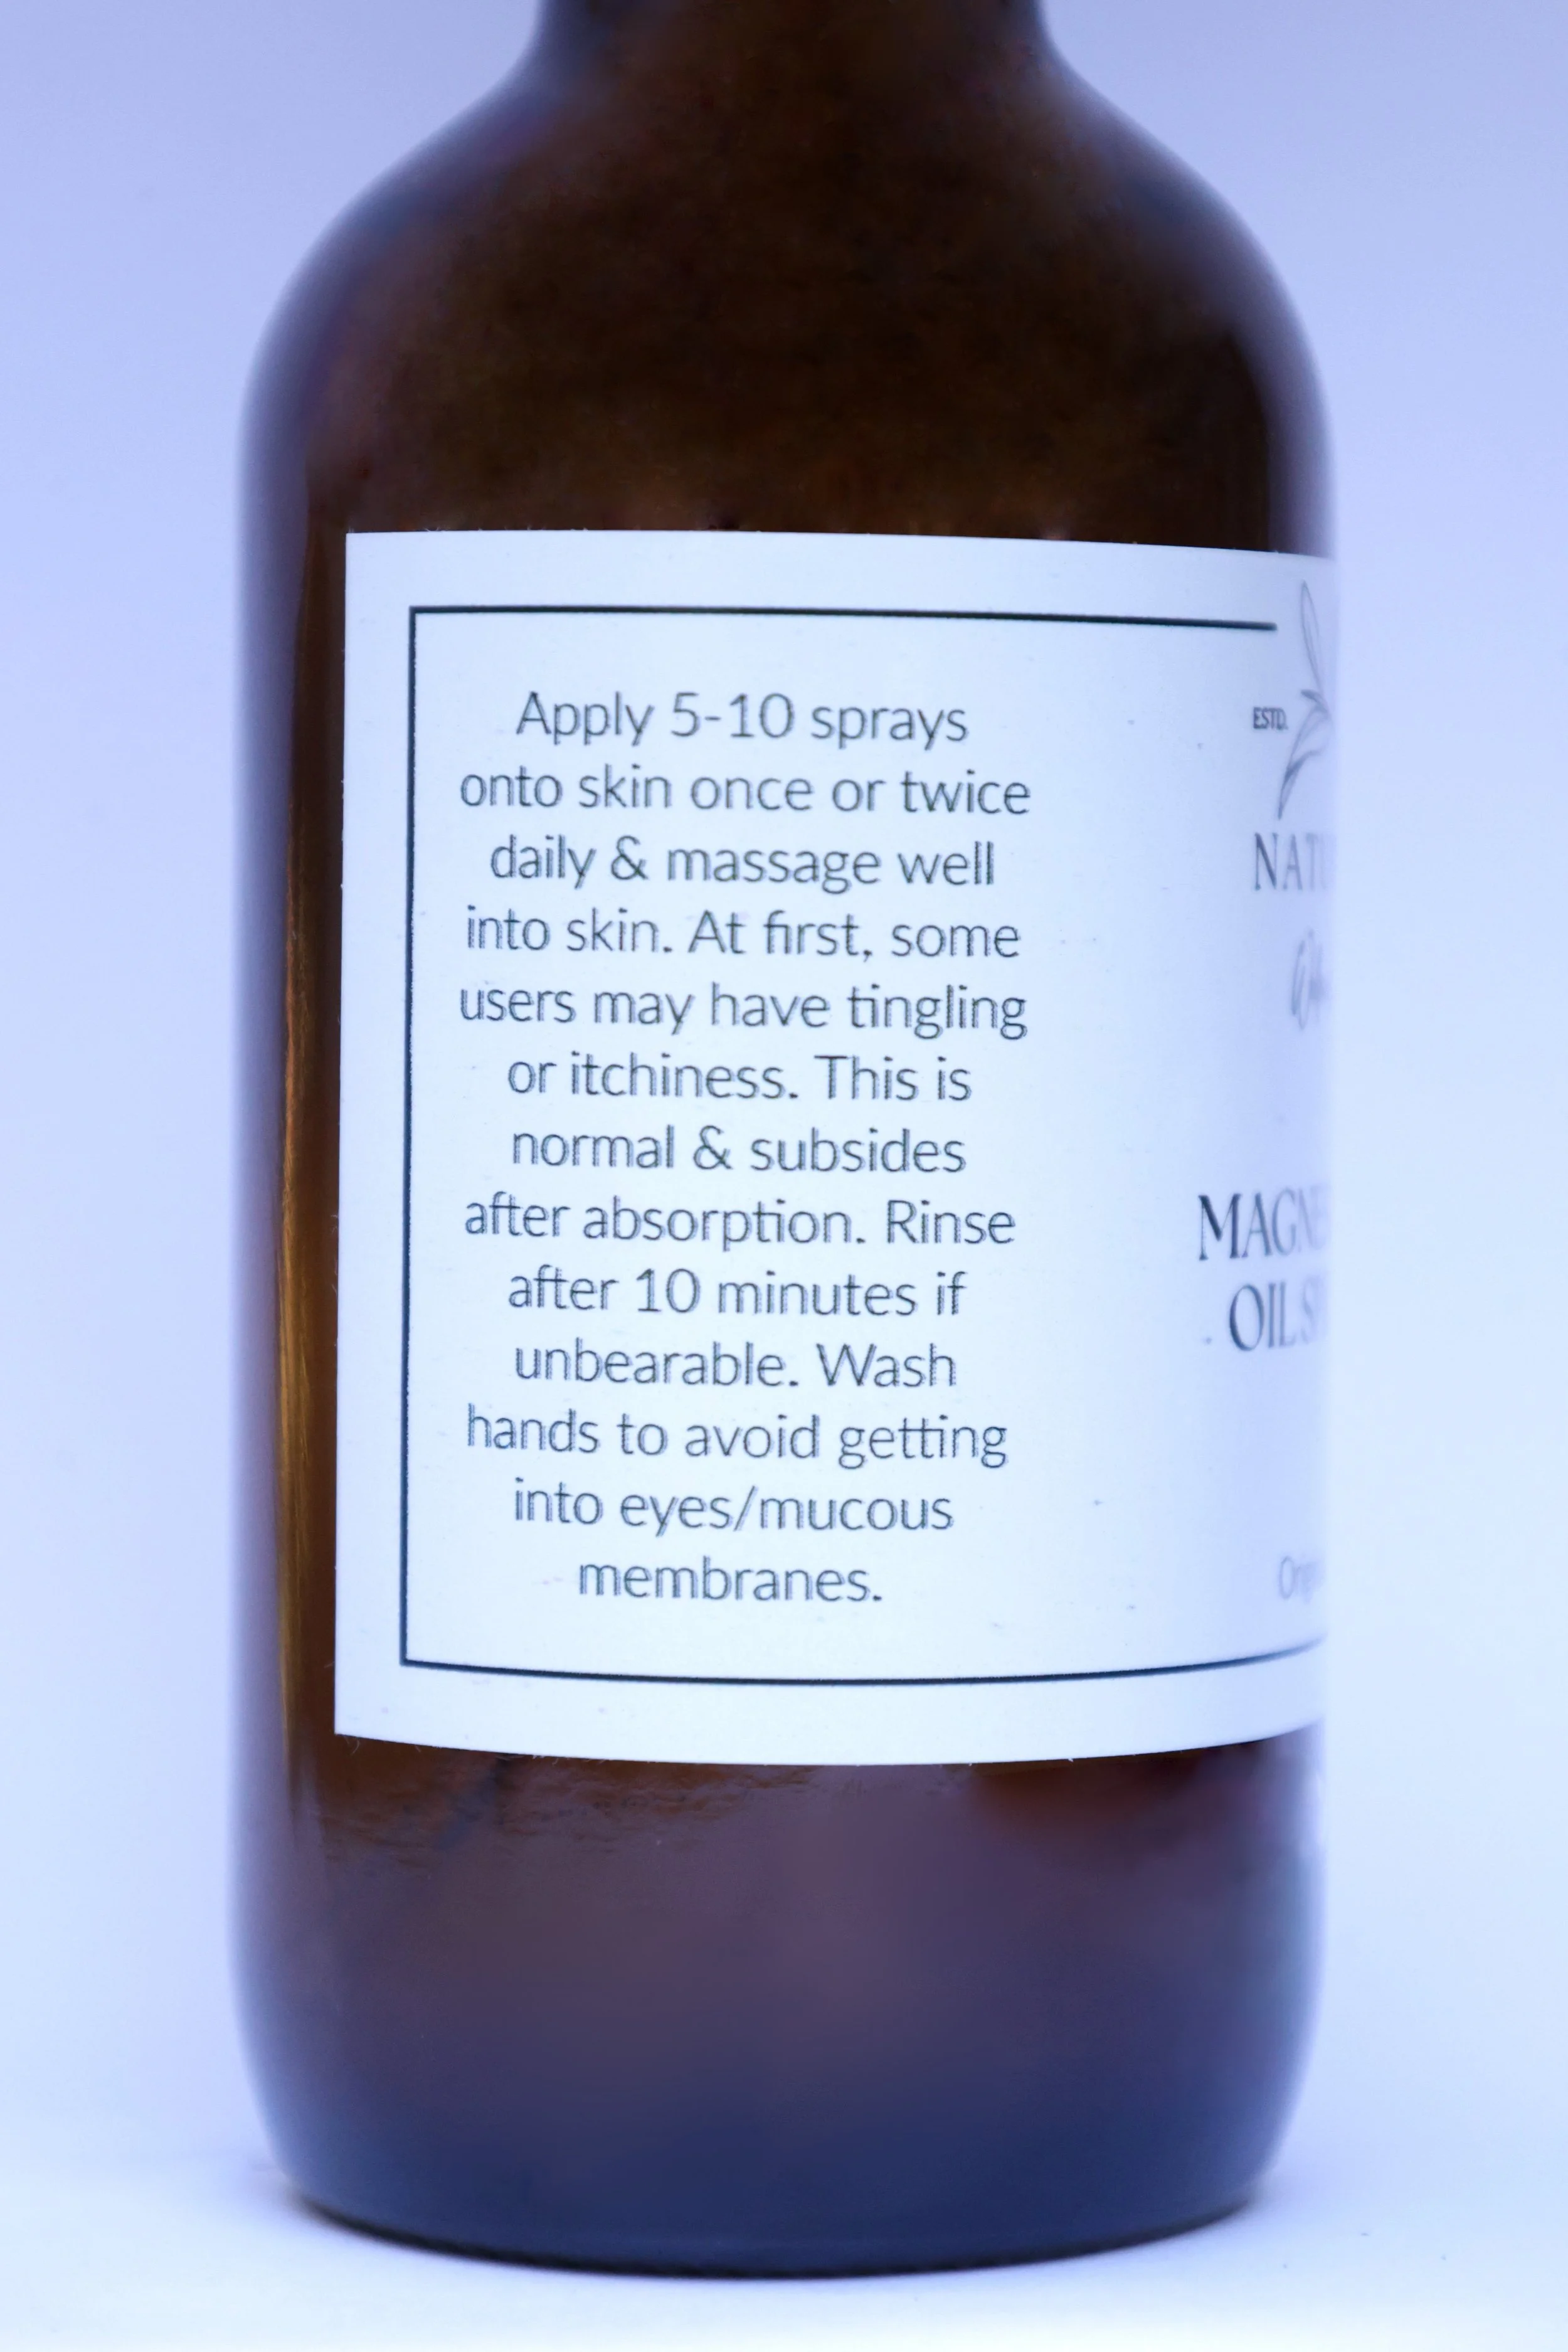 Apply 5-10 sprays
onto skin once or twice
daily & massage well
into skin. At first, some
users may have tingling
or itchiness. This is
normal & subsides
after absorption. Rinse
after 10 minutes if
unbearable. Wash
hands to avoid getting
into eyes/mucous
membranes.
ESTD.
OIL